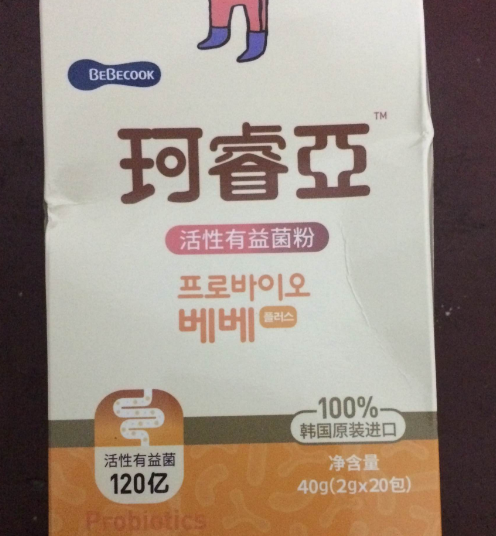 BEBECOOK
珂睿亞™
活性有益菌粉
프로바이오
베베 플러스
活性有益菌
120亿
100%
韩国原装进口
净含量
40g(2gx20包)
Probiotics